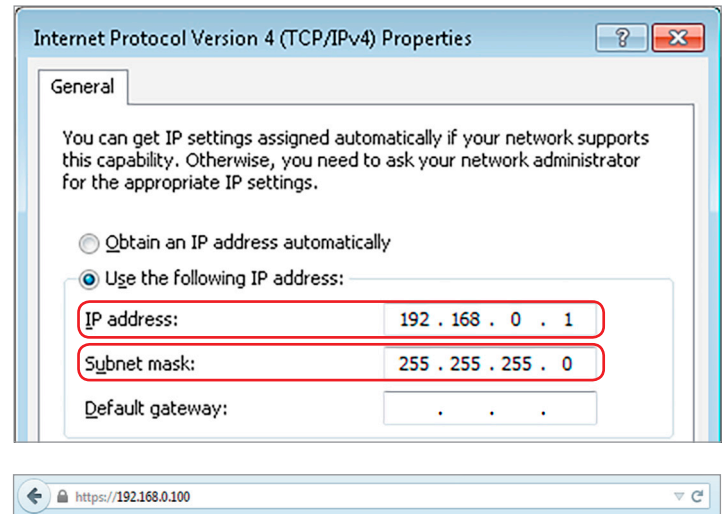 Internet Protocol Version 4 (TCP/IPv4) Properties
General
You can get IP settings assigned automatically if your network supports
this capability. Otherwise, you need to ask your network administrator
for the appropriate IP settings.
Obtain an IP address automatically
Use the following IP address:
IP address: 192 . 168 . 0 . 1
Subnet mask: 255 . 255 . 255 . 0
Default gateway: . . .
https://192.168.0.100